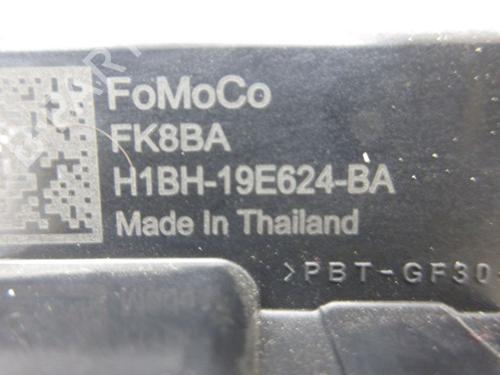 FoMoCo
FK8BA
H1BH-19E624-BA
Made In Thailand
>PBT-GF30